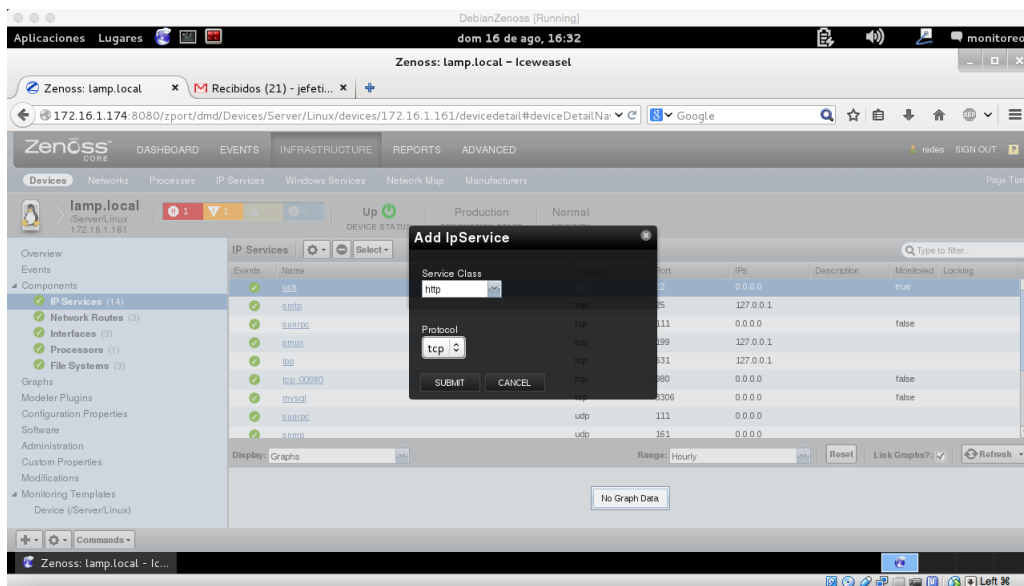 DebianZenoss [Running]
Aplicaciones Lugares dom 16 de ago, 16:32 monitoreo
Zenoss: lamp.local – Iceweasel
Zenoss: lamp.local × Recibidos (21) - jefeti... ×
172.16.1.174:8080/zport/dmd/Devices/Server/Linux/devices/172.16.1.161/devicedetail#deviceDetailNav Google
Zenoss CORE DASHBOARD EVENTS INFRASTRUCTURE REPORTS ADVANCED redes SIGN OUT ?
Devices Networks Processes IP Services Windows Services Network Map Manufacturers Page Tips
lamp.local
/Server/Linux
172.16.1.161
1 1 0 Up Production Normal
DEVICE STATUS
Add IpService
Service Class
http
Protocol
tcp
SUBMIT CANCEL
Overview
Events
Components
IP Services (14)
Network Routes (3)
Interfaces (3)
Processors (1)
File Systems (3)
Graphs
Modeler Plugins
Configuration Properties
Software
Administration
Custom Properties
Modifications
Monitoring Templates
Device (/Server/Linux)
IP Services Select Type to filter...
Events Name Port IPs Description Monitored Locking
ssh 22 0.0.0.0 true
smtp tcp 25 127.0.0.1
sunrpc tcp 111 0.0.0.0 false
smux tcp 199 127.0.0.1
ipp tcp 631 127.0.0.1
tcp_00980 tcp 980 0.0.0.0 false
mysql tcp 3306 0.0.0.0 false
sunrpc udp 111 0.0.0.0
snmp udp 161 0.0.0.0
Display: Graphs Range: Hourly Reset Link Graphs?: Refresh
No Graph Data
Commands
Zenoss: lamp.local - Ic...
Left ⌘